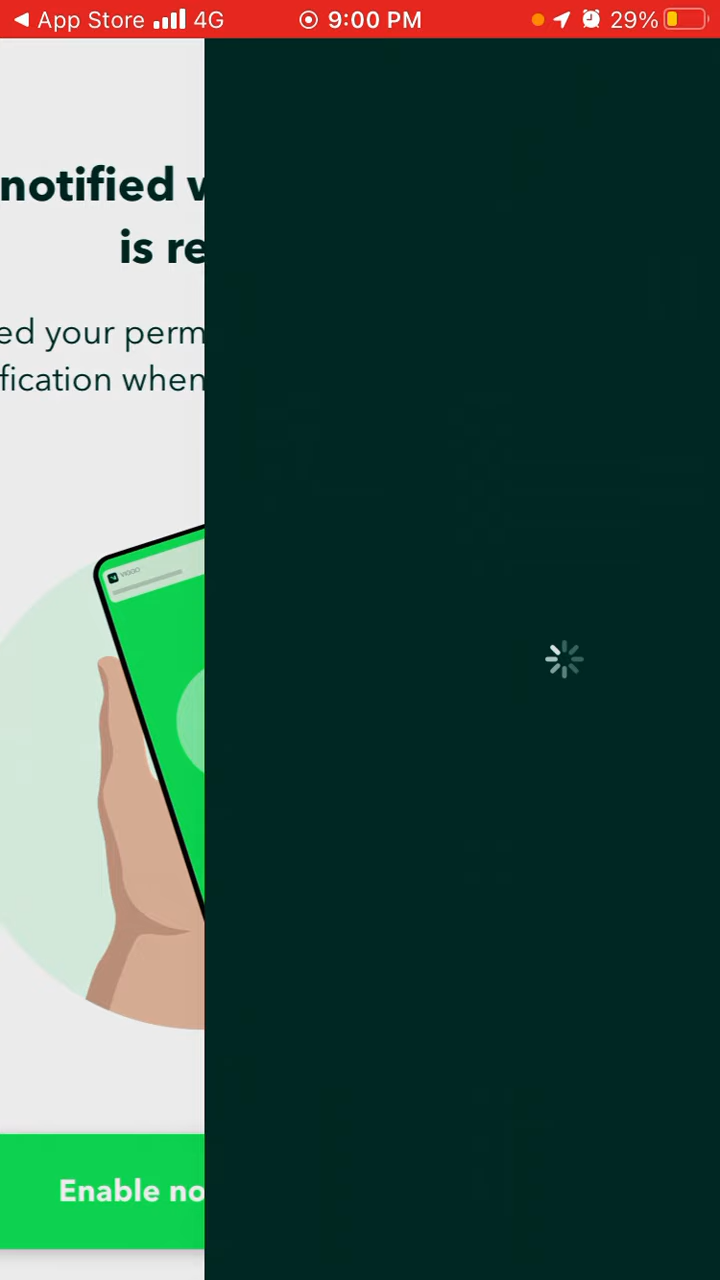 App Store 4G 9:00 PM 29%
notified
is re
ed your perm
fication when
Enable no